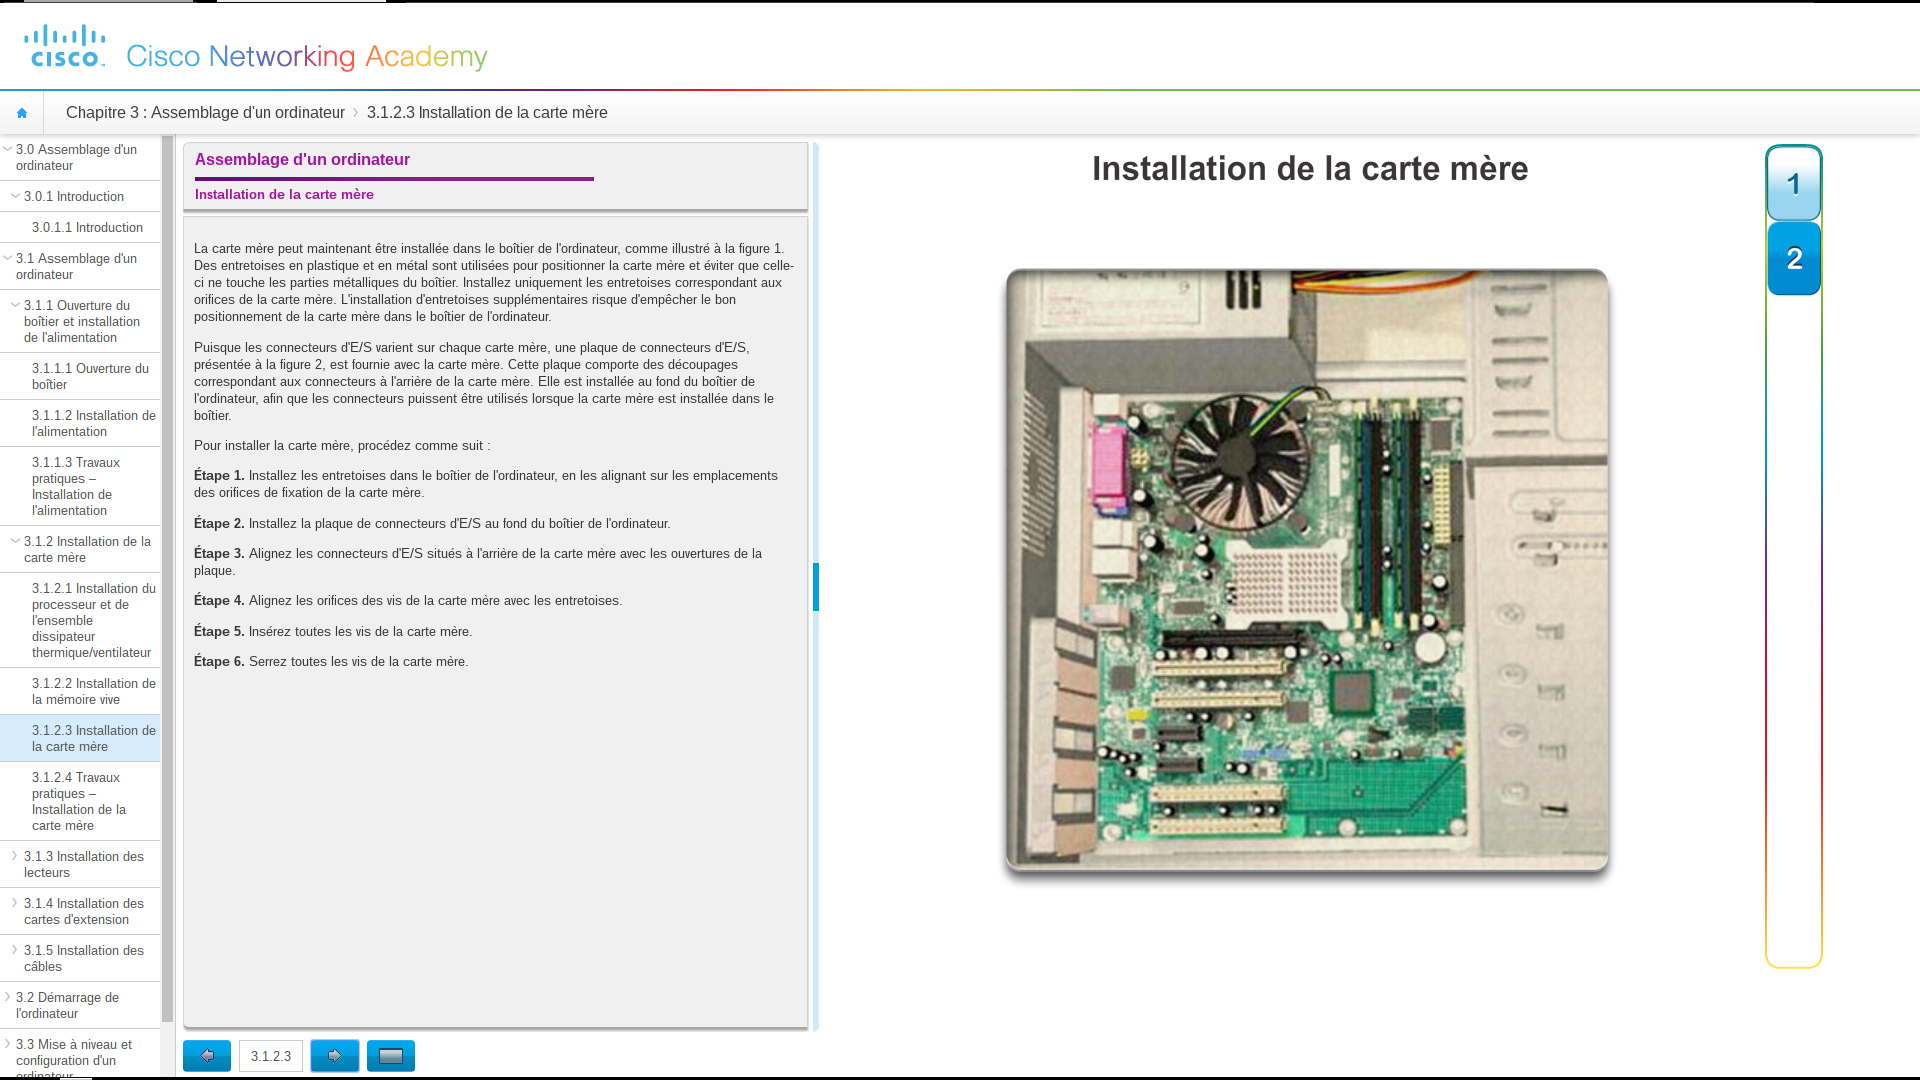 cisco
Cisco Networking Academy
Chapitre 3 : Assemblage d'un ordinateur
3.1.2.3 Installation de la carte mère
3.0 Assemblage d'un
ordinateur
3.0.1 Introduction
3.0.1.1 Introduction
3.1 Assemblage d'un
ordinateur
3.1.1 Ouverture du
boîtier et installation
de l'alimentation
3.1.1.1 Ouverture du
boîtier
3.1.1.2 Installation de
l'alimentation
3.1.1.3 Travaux
pratiques –
Installation de
l'alimentation
3.1.2 Installation de la
carte mère
3.1.2.1 Installation du
processeur et de
l'ensemble
dissipateur
thermique/ventilateur
3.1.2.2 Installation de
la mémoire vive
3.1.2.3 Installation de
la carte mère
3.1.2.4 Travaux
pratiques –
Installation de la
carte mère
3.1.3 Installation des
lecteurs
3.1.4 Installation des
cartes d'extension
3.1.5 Installation des
câbles
3.2 Démarrage de
l'ordinateur
3.3 Mise à niveau et
configuration d'un
ordinateur
Assemblage d'un ordinateur
Installation de la carte mère
La carte mère peut maintenant être installée dans le boîtier de l'ordinateur, comme illustré à la figure 1.
Des entretoises en plastique et en métal sont utilisées pour positionner la carte mère et éviter que celle-
ci ne touche les parties métalliques du boîtier. Installez uniquement les entretoises correspondant aux
orifices de la carte mère. L'installation d'entretoises supplémentaires risque d'empêcher le bon
positionnement de la carte mère dans le boîtier de l'ordinateur.
Puisque les connecteurs d'E/S varient sur chaque carte mère, une plaque de connecteurs d'E/S,
présentée à la figure 2, est fournie avec la carte mère. Cette plaque comporte des découpages
correspondant aux connecteurs à l'arrière de la carte mère. Elle est installée au fond du boîtier de
l'ordinateur, afin que les connecteurs puissent être utilisés lorsque la carte mère est installée dans le
boîtier.
Pour installer la carte mère, procédez comme suit :
Étape 1. Installez les entretoises dans le boîtier de l'ordinateur, en les alignant sur les emplacements
des orifices de fixation de la carte mère.
Étape 2. Installez la plaque de connecteurs d'E/S au fond du boîtier de l'ordinateur.
Étape 3. Alignez les connecteurs d'E/S situés à l'arrière de la carte mère avec les ouvertures de la
plaque.
Étape 4. Alignez les orifices des vis de la carte mère avec les entretoises.
Étape 5. Insérez toutes les vis de la carte mère.
Étape 6. Serrez toutes les vis de la carte mère.
3.1.2.3
Installation de la carte mère
1
2